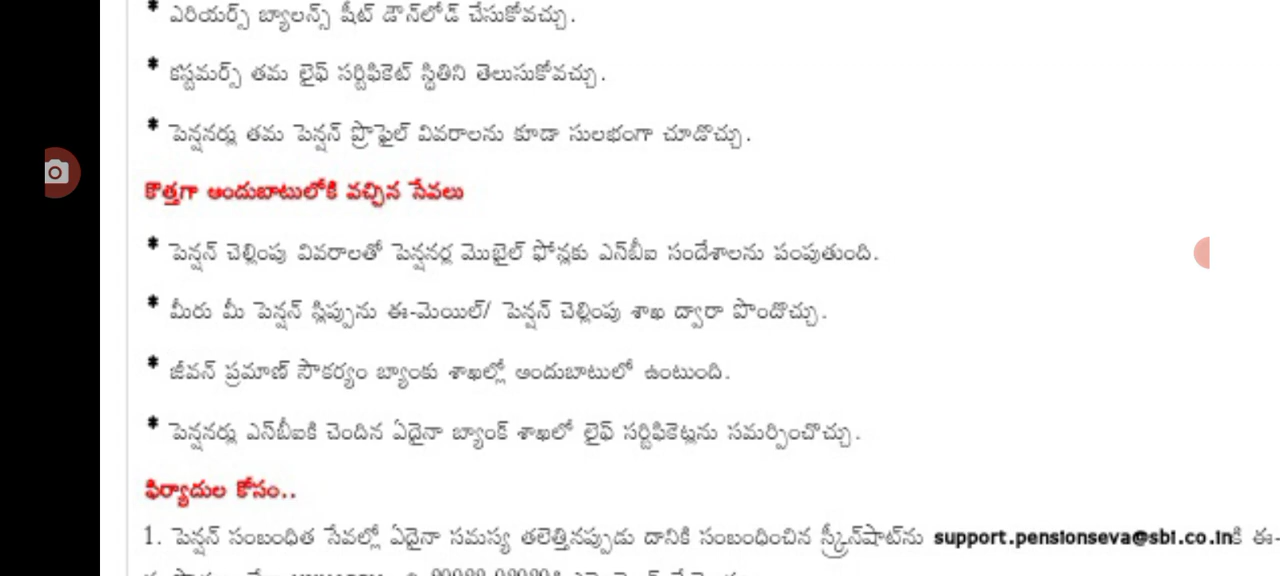 * ఎరియర్స్ బ్యాలన్స్ షీట్ డౌన్‌లోడ్ చేసుకోవచ్చు.
* కస్టమర్స్ తమ లైఫ్ సర్టిఫికెట్ స్థితిని తెలుసుకోవచ్చు.
* పెన్షనర్లు తమ పెన్షన్ ప్రొఫైల్ వివరాలను కూడా సులభంగా చూడొచ్చు.
కొత్తగా అందుబాటులోకి వచ్చిన సేవలు
* పెన్షన్ చెల్లింపు వివరాలతో పెన్షనర్ల మొబైల్ ఫోన్లకు ఎస్‌బీఐ సందేశాలను పంపుతుంది.
* మీరు మీ పెన్షన్ స్లిప్పును ఈ-మెయిల్/ పెన్షన్ చెల్లింపు శాఖ ద్వారా పొందొచ్చు.
* జీవన్ ప్రమాణ్ సౌకర్యం బ్యాంకు శాఖల్లో అందుబాటులో ఉంటుంది.
* పెన్షనర్లు ఎస్‌బీఐకి చెందిన ఏదైనా బ్యాంక్ శాఖలో లైఫ్ సర్టిఫికెట్లను సమర్పించొచ్చు.
ఫిర్యాదుల కోసం..
1. పెన్షన్ సంబంధిత సేవల్లో ఏదైనా సమస్య తలెత్తినప్పుడు దానికి సంబంధించిన స్క్రీన్‌షాట్‌ను support.pensionseva@sbi.co.inకి ఈ-